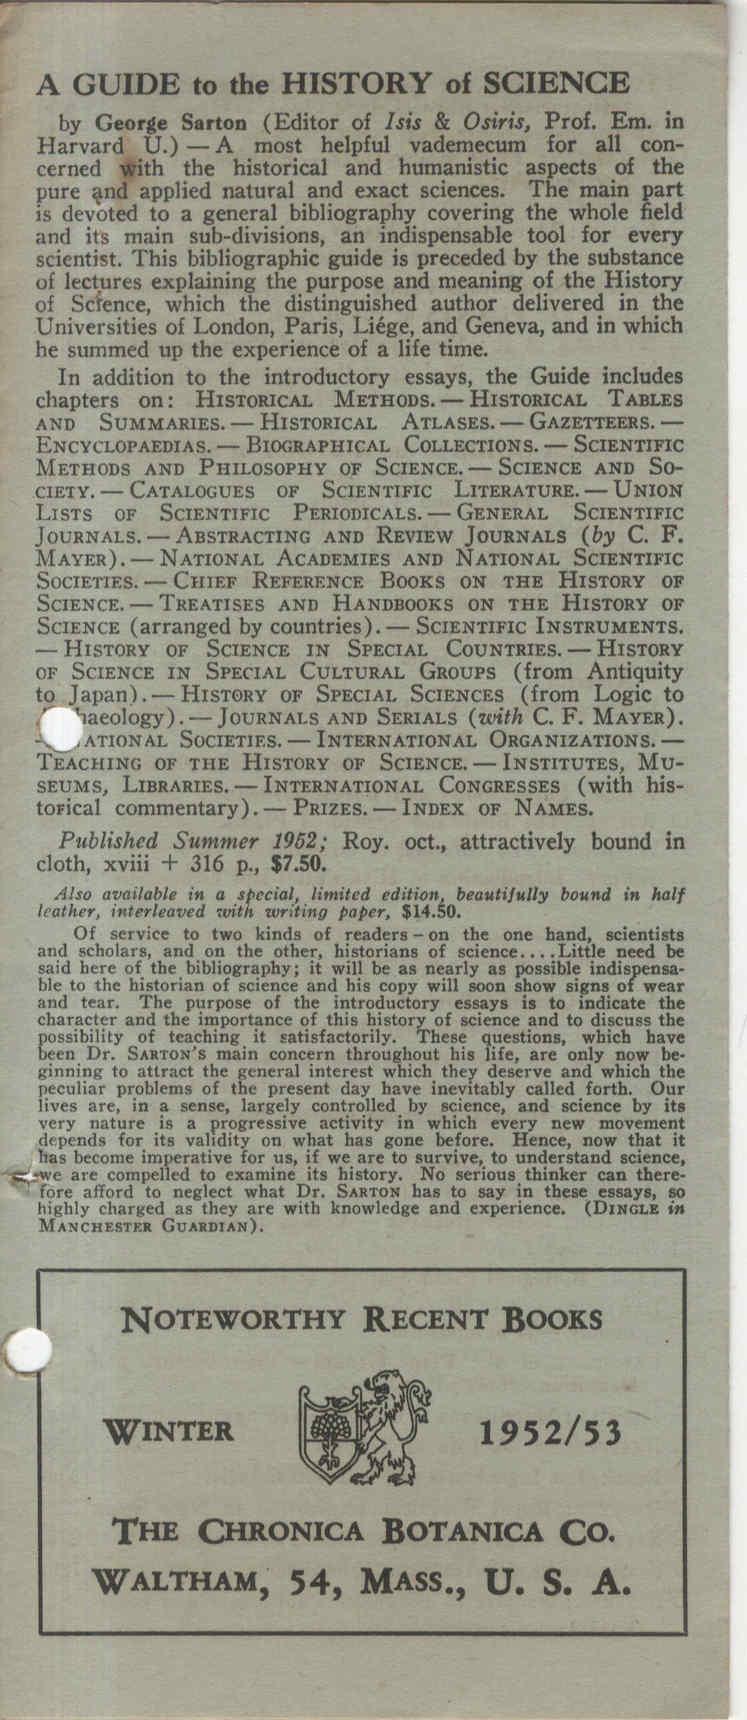 A GUIDE to the HISTORY of SCIENCE
by George Sarton (Editor of Isis & Osiris, Prof. Em. in
Harvard U.) — A most helpful vademecum for all con-
cerned with the historical and humanistic aspects of the
pure and applied natural and exact sciences. The main part
is devoted to a general bibliography covering the whole field
and its main sub-divisions, an indispensable tool for every
scientist. This bibliographic guide is preceded by the substance
of lectures explaining the purpose and meaning of the History
of Science, which the distinguished author delivered in the
Universities of London, Paris, Liége, and Geneva, and in which
he summed up the experience of a life time.
In addition to the introductory essays, the Guide includes
chapters on: HISTORICAL METHODS. — HISTORICAL TABLES
AND SUMMARIES. — HISTORICAL ATLASES. — GAZETTEERS. —
ENCYCLOPAEDIAS. — BIOGRAPHICAL COLLECTIONS. — SCIENTIFIC
METHODS AND PHILOSOPHY OF SCIENCE. — SCIENCE AND SO-
CIETY. — CATALOGUES OF SCIENTIFIC LITERATURE. — UNION
LISTS OF SCIENTIFIC PERIODICALS. — GENERAL SCIENTIFIC
JOURNALS. — ABSTRACTING AND REVIEW JOURNALS (by C. F.
MAYER). — NATIONAL ACADEMIES AND NATIONAL SCIENTIFIC
SOCIETIES. — CHIEF REFERENCE BOOKS ON THE HISTORY OF
SCIENCE. — TREATISES AND HANDBOOKS ON THE HISTORY OF
SCIENCE (arranged by countries). — SCIENTIFIC INSTRUMENTS.
— HISTORY OF SCIENCE IN SPECIAL COUNTRIES. — HISTORY
OF SCIENCE IN SPECIAL CULTURAL GROUPS (from Antiquity
to Japan). — HISTORY OF SPECIAL SCIENCES (from Logic to
haeology). — JOURNALS AND SERIALS (with C. F. MAYER).
— ATIONAL SOCIETIES. — INTERNATIONAL ORGANIZATIONS. —
TEACHING OF THE HISTORY OF SCIENCE. — INSTITUTES, MU-
SEUMS, LIBRARIES. — INTERNATIONAL CONGRESSES (with his-
torical commentary). — PRIZES. — INDEX OF NAMES.
Published Summer 1952; Roy. oct., attractively bound in
cloth, xviii + 316 p., $7.50.
Also available in a special, limited edition, beautifully bound in half
leather, interleaved with writing paper, $14.50.
Of service to two kinds of readers – on the one hand, scientists
and scholars, and on the other, historians of science....Little need be
said here of the bibliography; it will be as nearly as possible indispensa-
ble to the historian of science and his copy will soon show signs of wear
and tear. The purpose of the introductory essays is to indicate the
character and the importance of this history of science and to discuss the
possibility of teaching it satisfactorily. These questions, which have
been Dr. SARTON'S main concern throughout his life, are only now be-
ginning to attract the general interest which they deserve and which the
peculiar problems of the present day have inevitably called forth. Our
lives are, in a sense, largely controlled by science, and science by its
very nature is a progressive activity in which every new movement
depends for its validity on what has gone before. Hence, now that it
has become imperative for us, if we are to survive, to understand science,
we are compelled to examine its history. No serious thinker can there-
fore afford to neglect what Dr. SARTON has to say in these essays, so
highly charged as they are with knowledge and experience. (DINGLE in
MANCHESTER GUARDIAN).
NOTEWORTHY RECENT BOOKS
WINTER 1952/53
THE CHRONICA BOTANICA CO.
WALTHAM, 54, MASS., U. S. A.